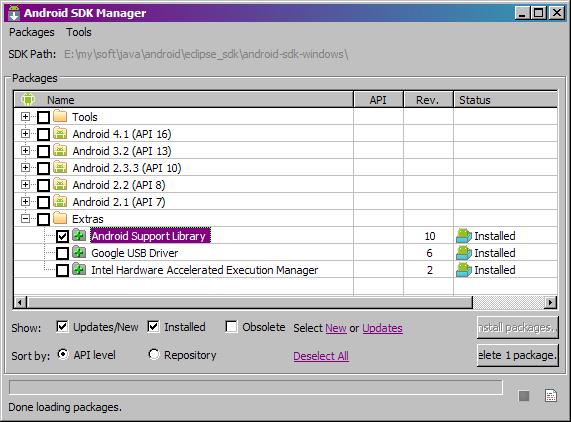 Android SDK Manager
Packages Tools
SDK Path: E:\my\soft\java\android\eclipse_sdk\android-sdk-windows\
Packages
Name API Rev. Status
Tools
Android 4.1 (API 16)
Android 3.2 (API 13)
Android 2.3.3 (API 10)
Android 2.2 (API 8)
Android 2.1 (API 7)
Extras
Android Support Library 10 Installed
Google USB Driver 6 Installed
Intel Hardware Accelerated Execution Manager 2 Installed
Show: Updates/New Installed Obsolete Select New or Updates nstall packages..
Sort by: API level Repository Deselect All elete 1 package.
Done loading packages.